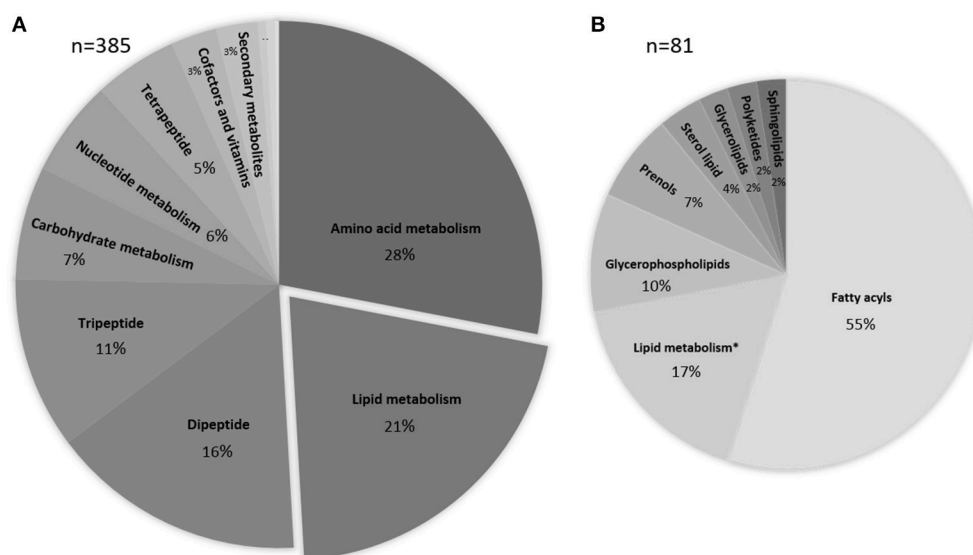 A
n=385
Amino acid metabolism
28%
Lipid metabolism
21%
Dipeptide
16%
Tripeptide
11%
Carbohydrate metabolism
7%
Nucleotide metabolism
6%
Tetrapeptide
5%
Cofactors and vitamins
3%
Secondary metabolites
3%
..
B
n=81
Fatty acyls
55%
Lipid metabolism*
17%
Glycerophospholipids
10%
Prenols
7%
Sterol lipid
4%
Glycerolipids
2%
Polyketides
2%
Sphingolipids
2%